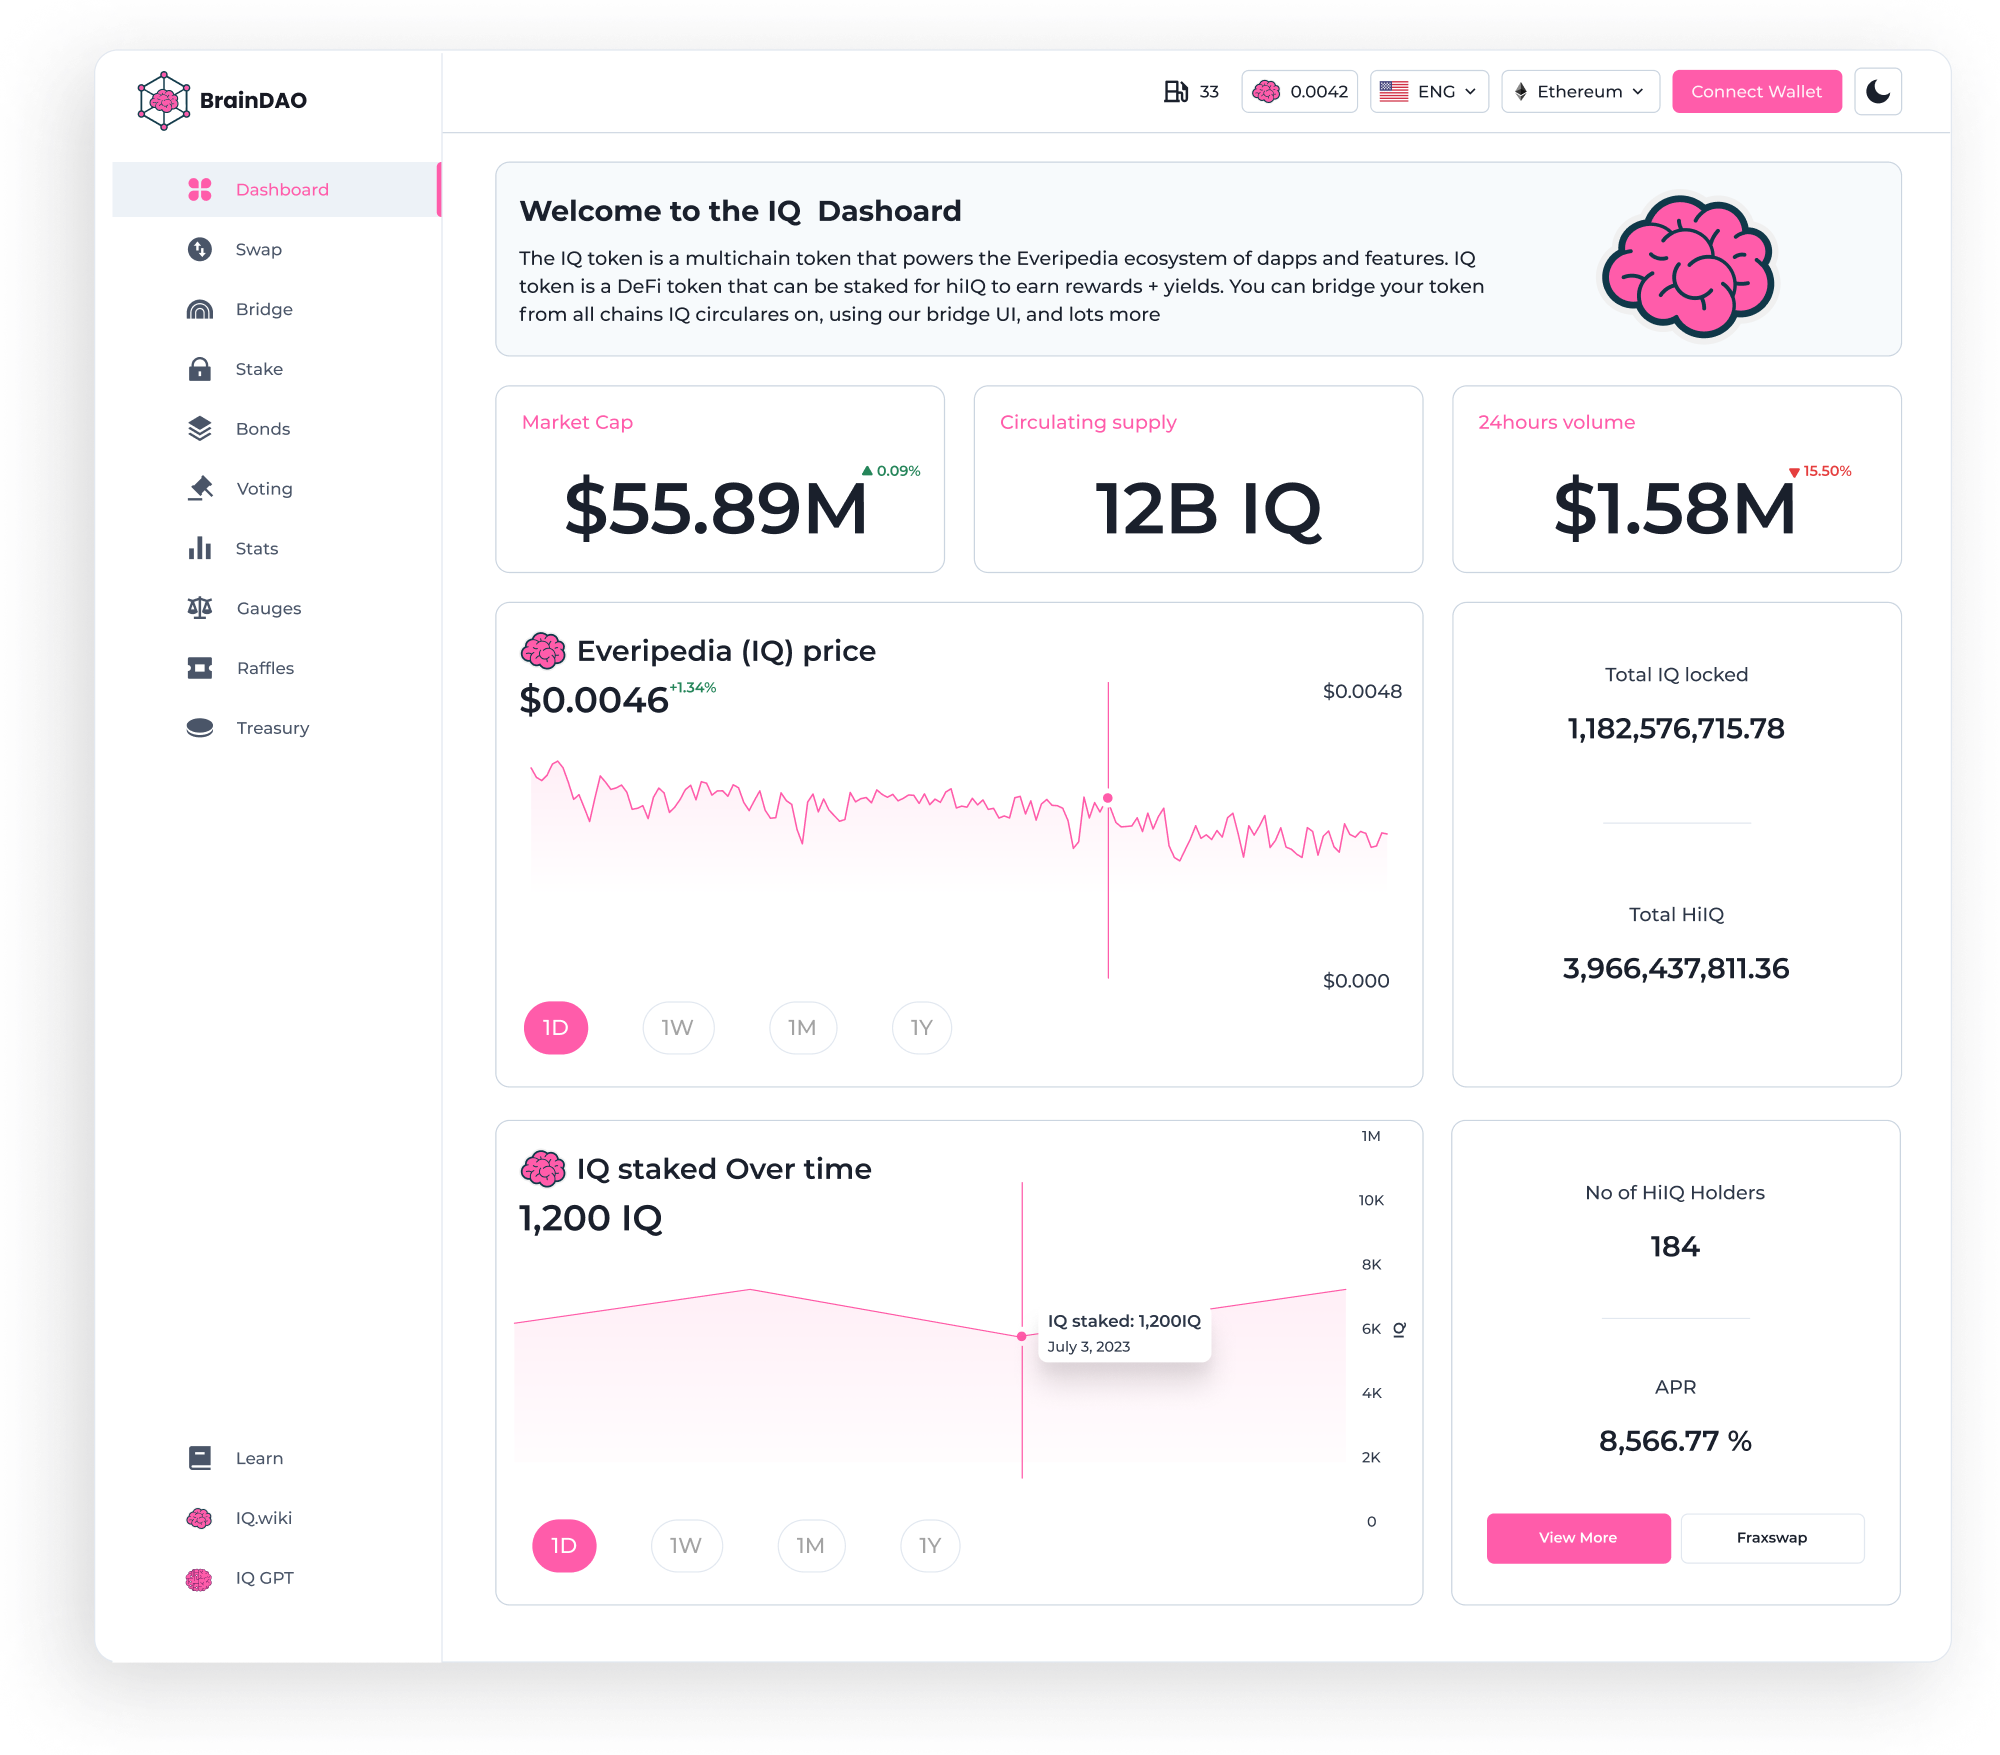 BrainDAO
33
0.0042
ENG
Ethereum
Connect Wallet
Dashboard
Swap
Bridge
Stake
Bonds
Voting
Stats
Gauges
Raffles
Treasury
Learn
IQ.wiki
IQ GPT
Welcome to the IQ  Dashoard
The IQ token is a multichain token that powers the Everipedia ecosystem of dapps and features. IQ
token is a DeFi token that can be staked for hiIQ to earn rewards + yields. You can bridge your token
from all chains IQ circulares on, using our bridge UI, and lots more
Market Cap
$55.89M
0.09%
Circulating supply
12B IQ
24hours volume
$1.58M
15.50%
Everipedia (IQ) price
$0.0046
+1.34%
$0.0048
$0.000
1D
1W
1M
1Y
Total IQ locked
1,182,576,715.78
Total HiIQ
3,966,437,811.36
IQ staked Over time
1,200 IQ
1M
10K
8K
6K
4K
2K
0
IQ
IQ staked: 1,200IQ
July 3, 2023
1D
1W
1M
1Y
No of HiIQ Holders
184
APR
8,566.77 %
View More
Fraxswap